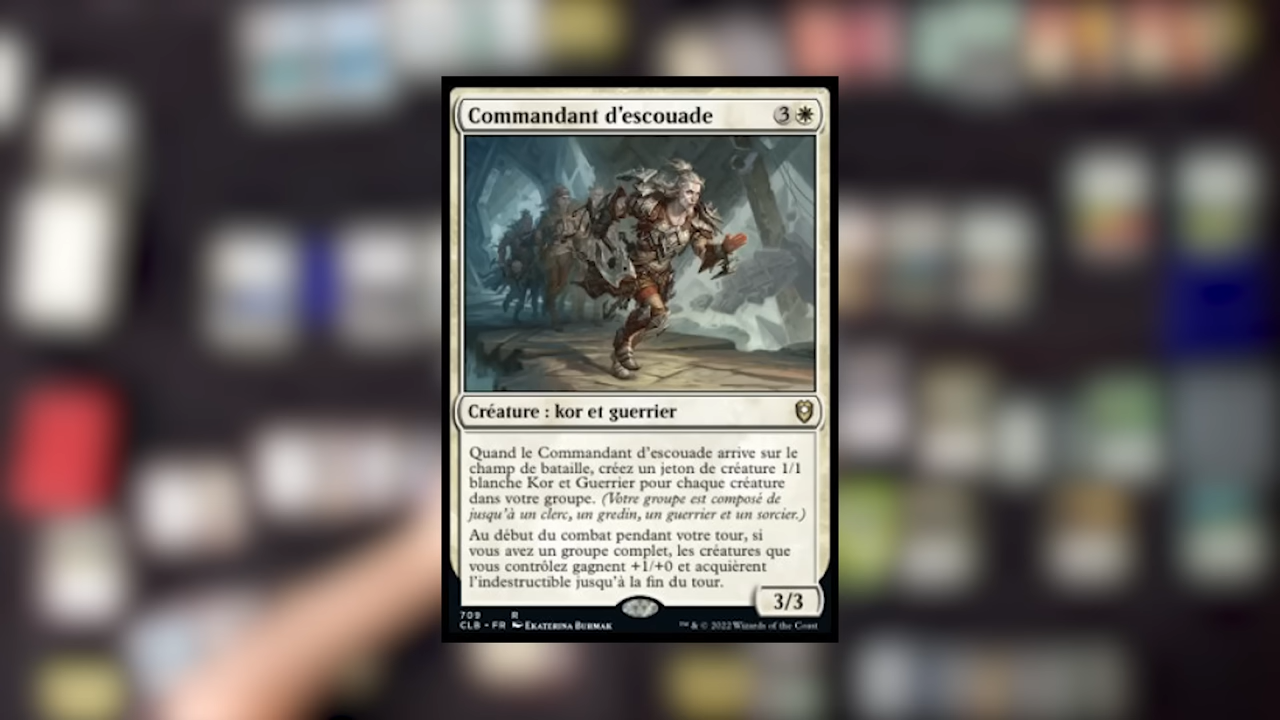 Commandant d'escouade 3
Créature : kor et guerrier
Quand le Commandant d'escouade arrive sur le
champ de bataille, créez un jeton de créature 1/1
blanche Kor et Guerrier pour chaque créature
dans votre groupe. (Votre groupe est composé de
jusqu'à un clerc, un gredin, un guerrier et un sorcier.)
Au début du combat pendant votre tour, si
vous avez un groupe complet, les créatures que
vous contrôlez gagnent +1/+0 et acquièrent
l'indestructible jusqu'à la fin du tour.
3/3
709 R
CLB - FR Ekaterina Burmak ™ & © 2022 Wizards of the Coast